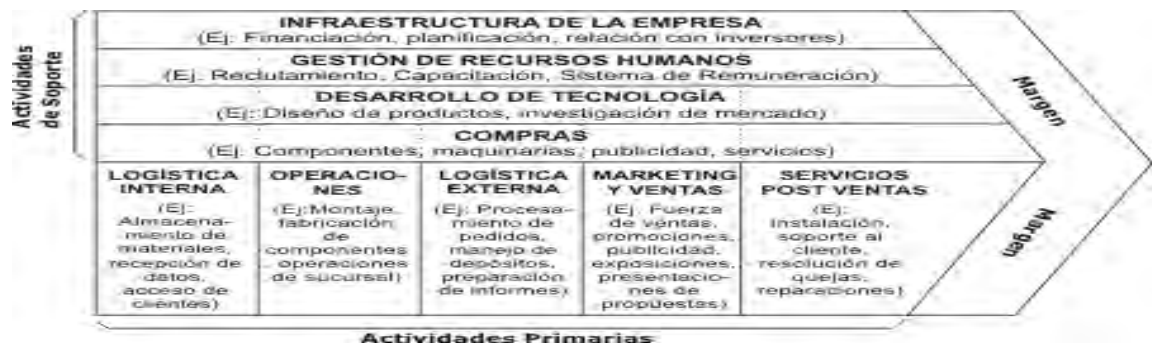 INFRAESTRUCTURA DE LA EMPRESA
(Ej: Financiación, planificación, relación con inversores)
GESTIÓN DE RECURSOS HUMANOS
(Ej. Reclutamiento, Capacitación, Sistema de Remuneración)
DESARROLLO DE TECNOLOGÍA
(Ej: Diseño de productos, investigación de mercado)
COMPRAS
(Ej. Componentes, maquinarias, publicidad, servicios)
Actividades
de Soporte
LOGÍSTICA
INTERNA
(Ej:
Almacena-
miento de
materiales,
recepción de
datos,
acceso de
clientes)
OPERACIO-
NES
(Ej:Montaje,
fabricación
de
componentes
, operaciones
de sucursal)
LOGÍSTICA
EXTERNA
(Ej: Procesa-
miento de
pedidos,
manejo de
depósitos,
preparación
de informes)
MARKETING
Y VENTAS
(Ej. Fuerza
de ventas,
promociones,
publicidad,
exposiciones,
presentacio-
nes de
propuestas)
SERVICIOS
POST VENTAS
(Ej:
Instalación,
soporte al
cliente,
resolución de
quejas,
reparaciones)
Margen
Margen
Actividades Primarias